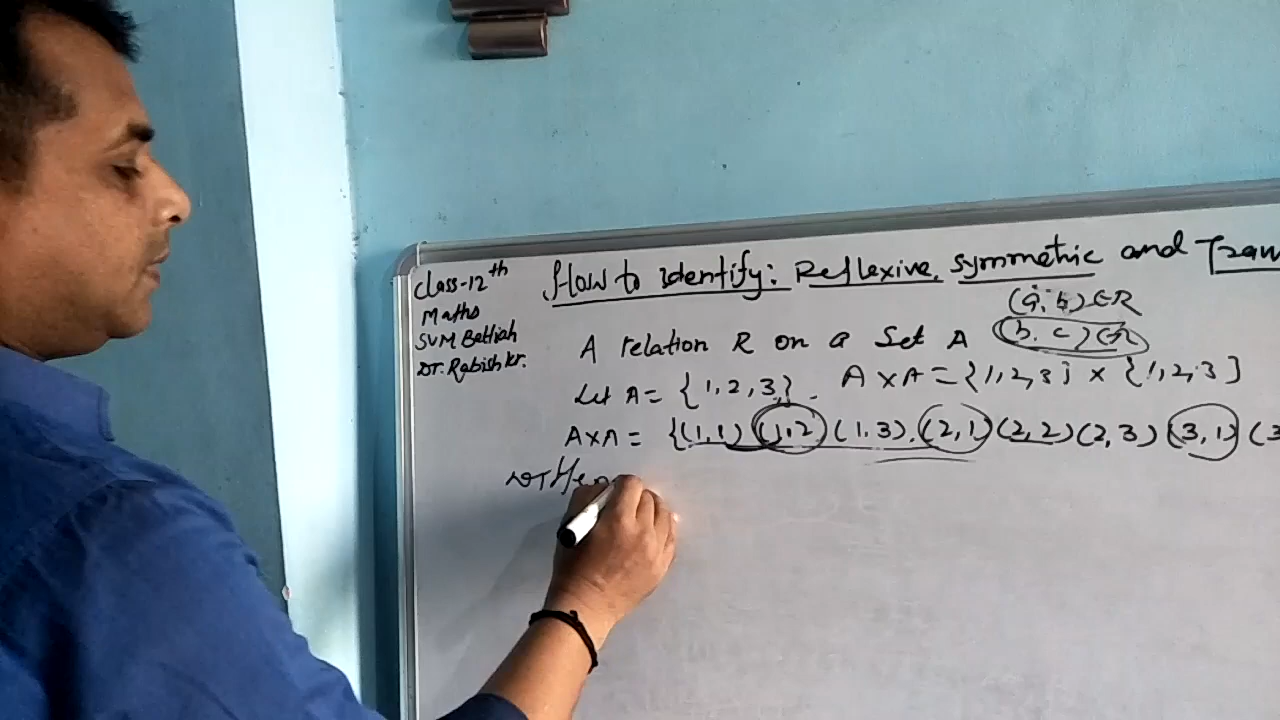 class-12th
Maths
SVM Bettiah
DT. Rabish kr.
How to identify: Reflexive, symmetric and Tran
(a, b) ∈ R
A relation R on a Set A (b, c) ∈ R
Let A = {1, 2, 3,}. A x A = {1, 2, 3} x {1, 2, 3}
A x A = {(1, 1) (1, 2) (1, 3), (2, 1) (2, 2) (2, 3) (3, 1) (3